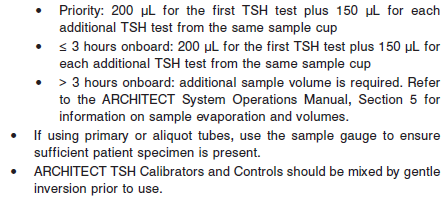 • Priority: 200 µL for the first TSH test plus 150 µL for each
additional TSH test from the same sample cup
• ≤ 3 hours onboard: 200 µL for the first TSH test plus 150 µL for
each additional TSH test from the same sample cup
• > 3 hours onboard: additional sample volume is required. Refer
to the ARCHITECT System Operations Manual, Section 5 for
information on sample evaporation and volumes.
• If using primary or aliquot tubes, use the sample gauge to ensure
sufficient patient specimen is present.
• ARCHITECT TSH Calibrators and Controls should be mixed by gentle
inversion prior to use.